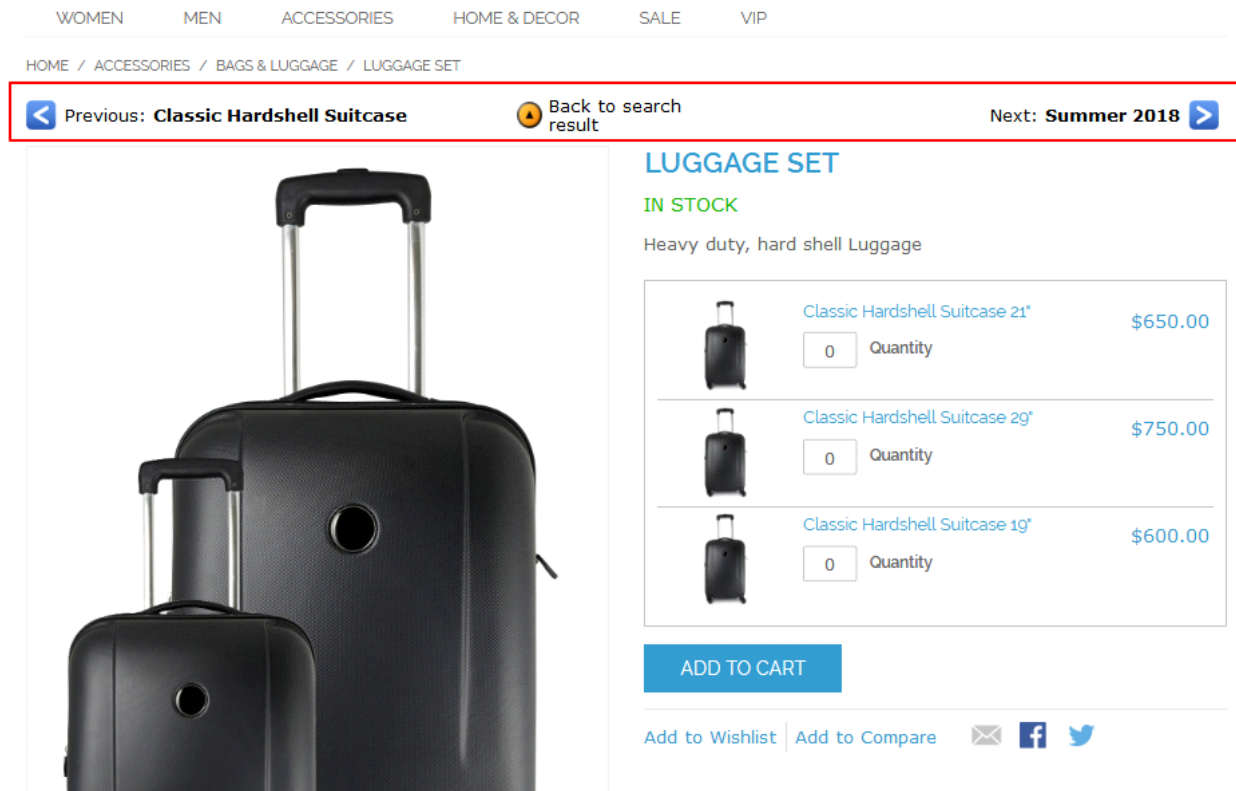 WOMEN MEN ACCESSORIES HOME & DECOR SALE VIP
HOME / ACCESSORIES / BAGS & LUGGAGE / LUGGAGE SET
Previous: Classic Hardshell Suitcase
Back to search
result
Next: Summer 2018
LUGGAGE SET
IN STOCK
Heavy duty, hard shell Luggage
Classic Hardshell Suitcase 21"
$650.00
0 Quantity
Classic Hardshell Suitcase 29"
$750.00
0 Quantity
Classic Hardshell Suitcase 19"
$600.00
0 Quantity
ADD TO CART
Add to Wishlist Add to Compare